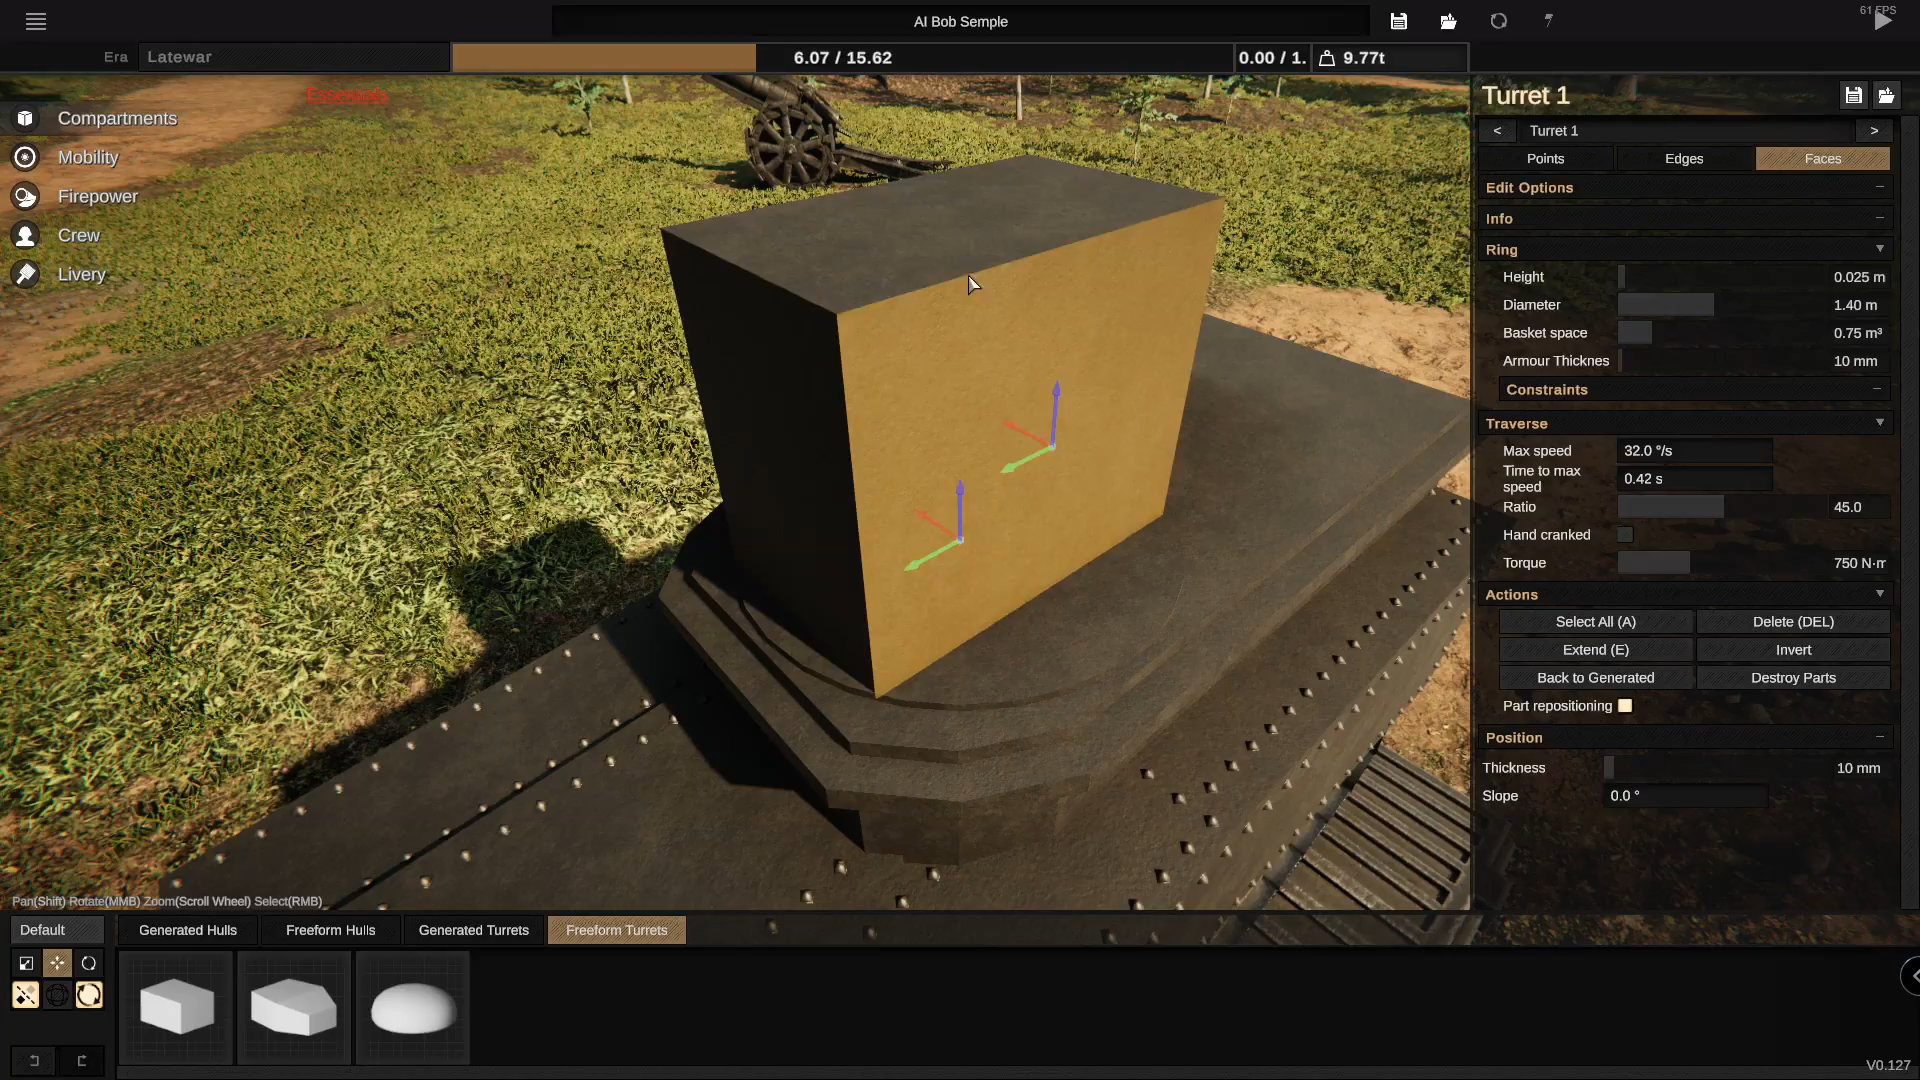 61 FPS
AI Bob Semple
Era
Latewar
6.07 / 15.62
0.00 / 1.
9.77t
Essentials
Compartments
Mobility
Firepower
Crew
Livery
Turret 1
<
Turret 1
>
Points
Edges
Faces
Edit Options
Info
Ring
Height
0.025 m
Diameter
1.40 m
Basket space
0.75 m³
Armour Thicknes
10 mm
Constraints
Traverse
Max speed
32.0 °/s
Time to max
speed
0.42 s
Ratio
45.0
Hand cranked
Torque
750 N·m
Actions
Select All (A)
Delete (DEL)
Extend (E)
Invert
Back to Generated
Destroy Parts
Part repositioning
Position
Thickness
10 mm
Slope
0.0 °
Pan(Shift) Rotate(MMB) Zoom(Scroll Wheel) Select(RMB)
Default
Generated Hulls
Freeform Hulls
Generated Turrets
Freeform Turrets
V0.127